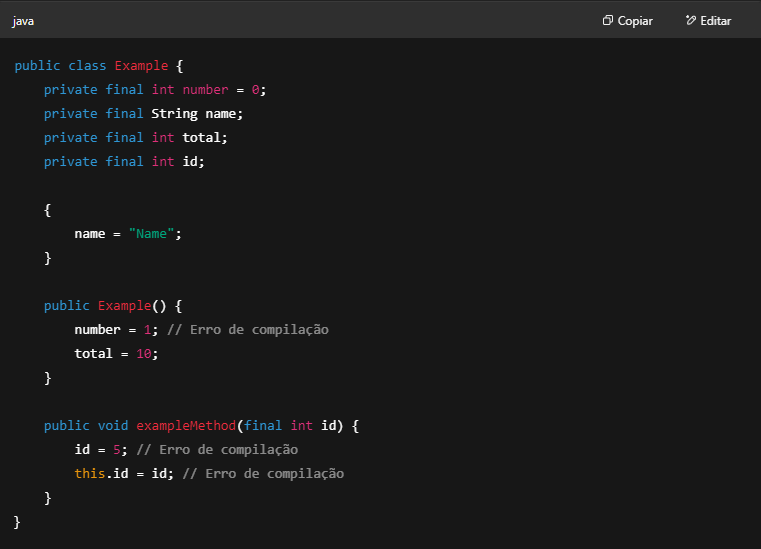 java Copiar Editar
public class Example {
    private final int number = 0;
    private final String name;
    private final int total;
    private final int id;

    {
        name = "Name";
    }

    public Example() {
        number = 1; // Erro de compilação
        total = 10;
    }

    public void exampleMethod(final int id) {
        id = 5; // Erro de compilação
        this.id = id; // Erro de compilação
    }
}